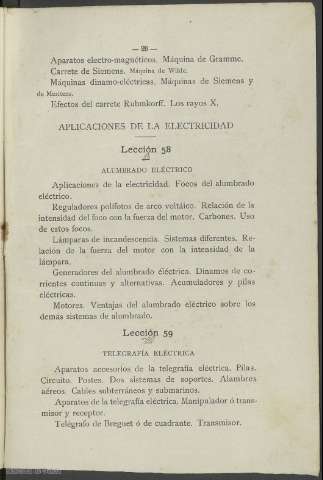 — 26 —
Aparatos electro-magnéticos. Máquina de Gramme.
Carrete de Siemens. Máquina de Wilde.
Máquinas dinamo-eléctricas. Máquinas de Siemens y
de Meritens.
Efectos del carrete Ruhmkorff. Los rayos X.
APLICACIONES DE LA ELECTRICIDAD
Lección 58
ALUMBRADO ELÉCTRICO
Aplicaciones de la electricidad. Focos del alumbrado
eléctrico.
Reguladores polífotos de arco voltáico. Relación de la
intensidad del foco con la fuerza del motor. Carbones. Uso
de estos focos.
Lámparas de incandescencia. Sistemas diferentes. Re-
lación de la fuerza del motor con la intensidad de la
lámpara.
Generadores del alumbrado éléctrico. Dinamos de co-
rrientes contínuas y alternativas. Acumuladores y pilas
eléctricas.
Motores. Ventajas del alumbrado eléctrico sobre los
demas sistemas de alumbrado.
Lección 59
TELEGRAFÍA ELÉCTRICA
Aparatos accesorios de la telegrafía eléctrica. Pilas.
Circuito. Postes. Dos sistemas de soportes. Alambres
aéreos. Cables subterráneos y submarinos.
Aparatos de la telegrafía eléctrica. Manipulador ó trans-
misor y receptor.
Telégrafo de Breguet ó de cuadrante. Transmisor.